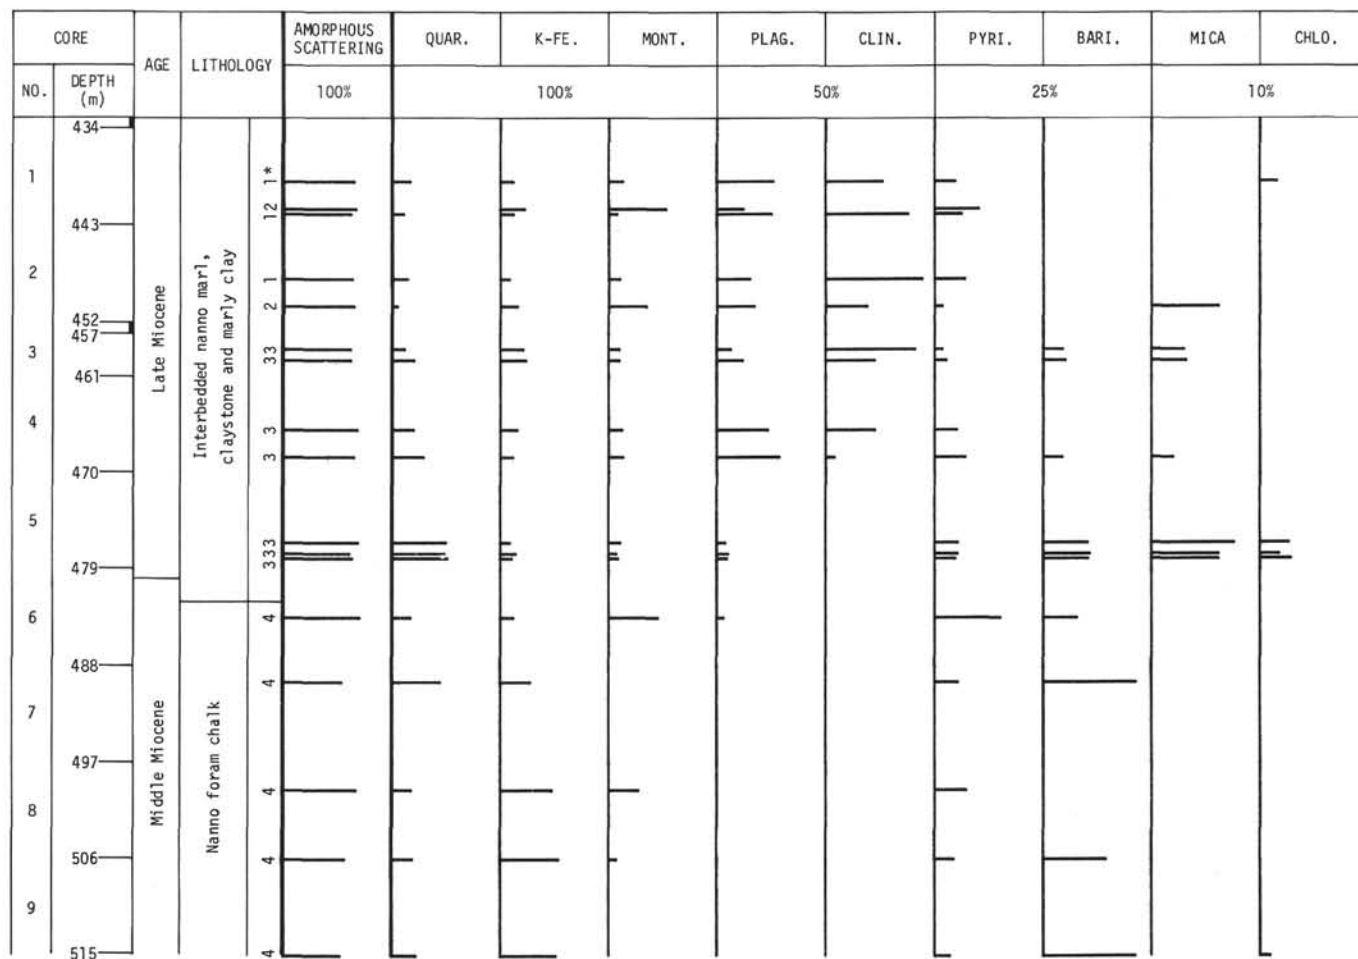 CORE
AGE
LITHOLOGY
AMORPHOUS
SCATTERING
QUAR.
K-FE.
MONT.
PLAG.
CLIN.
PYRI.
BARI.
MICA
CHLO.
NO.
DEPTH
(m)
100%
100%
50%
25%
10%
434
1
443
2
452
457
3
461
4
470
5
479
6
488
7
497
8
506
9
515
Late Miocene
Middle Miocene
Interbedded nanno marl,
claystone and marly clay
Nanno foram chalk
1*
12
1
2
33
3
3
333
4
4
4
4
4